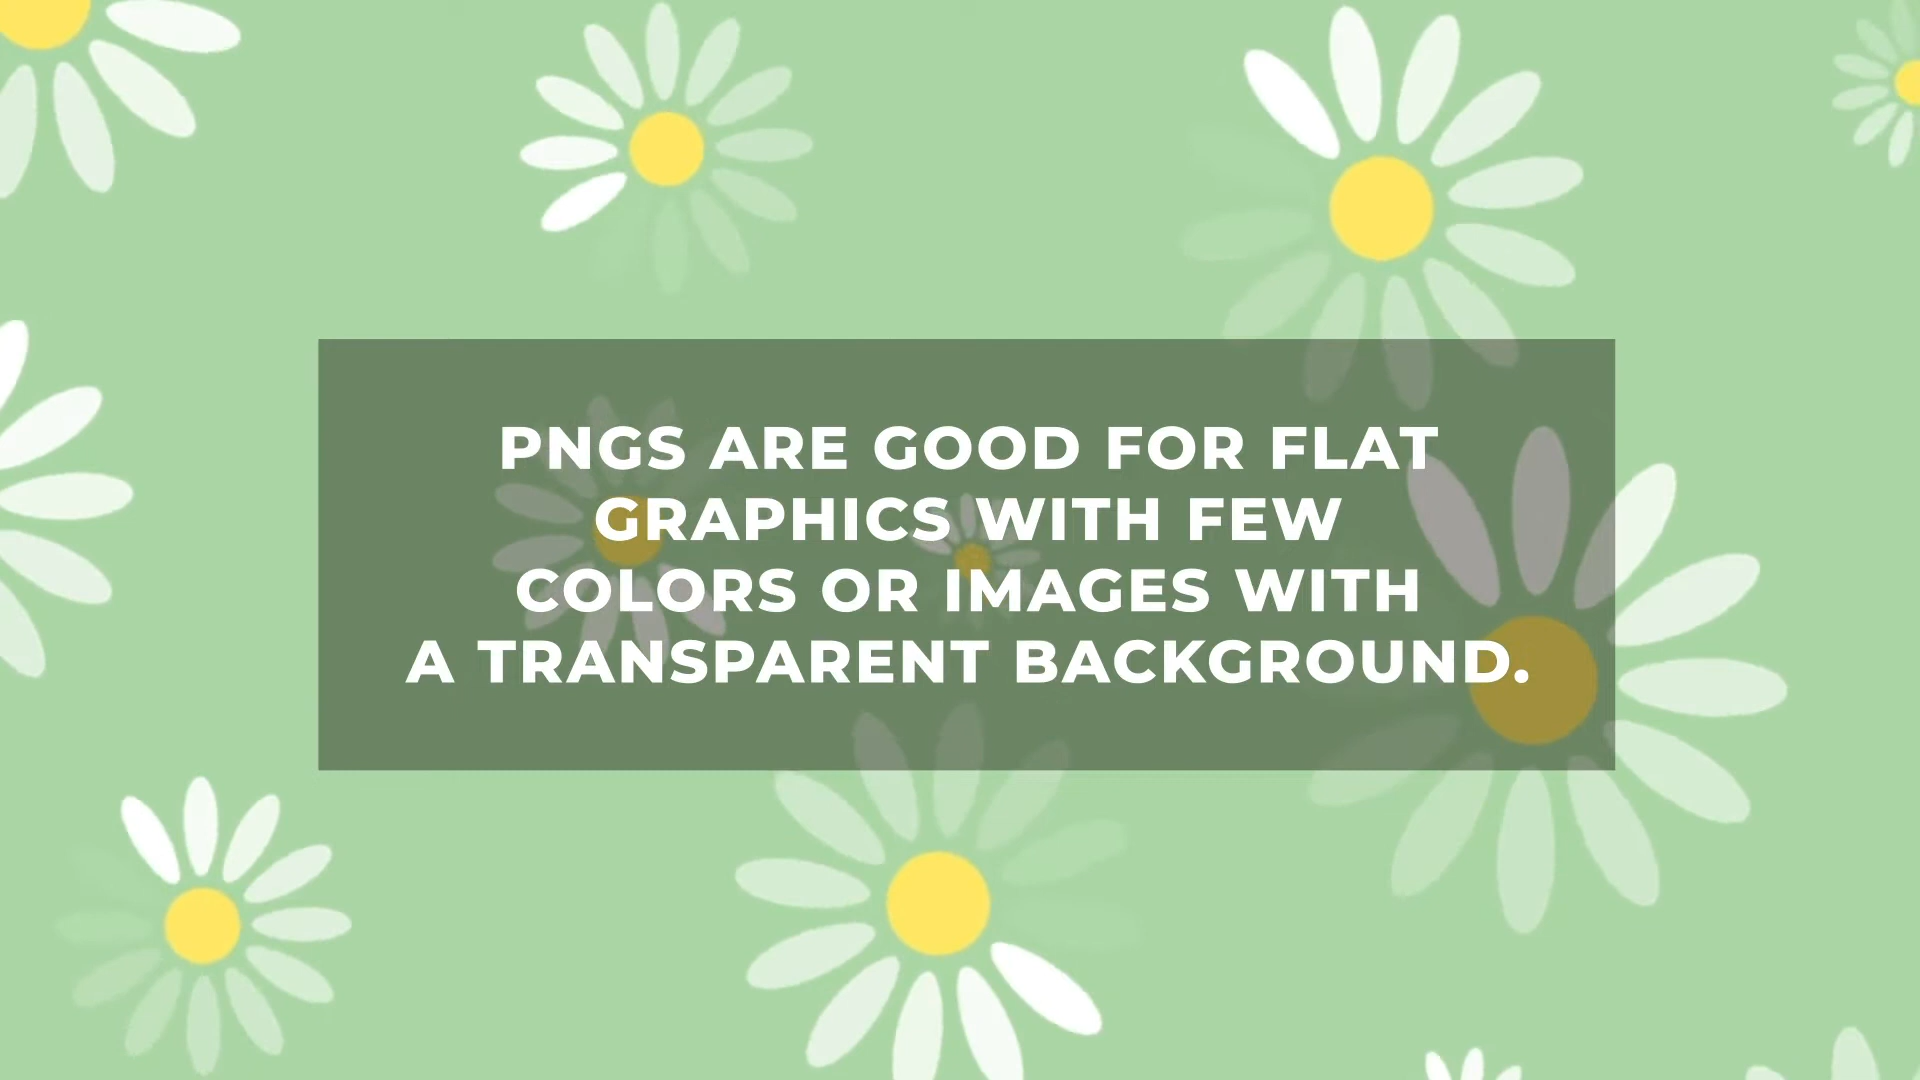 PNGS ARE GOOD FOR FLAT
GRAPHICS WITH FEW
COLORS OR IMAGES WITH
A TRANSPARENT BACKGROUND.